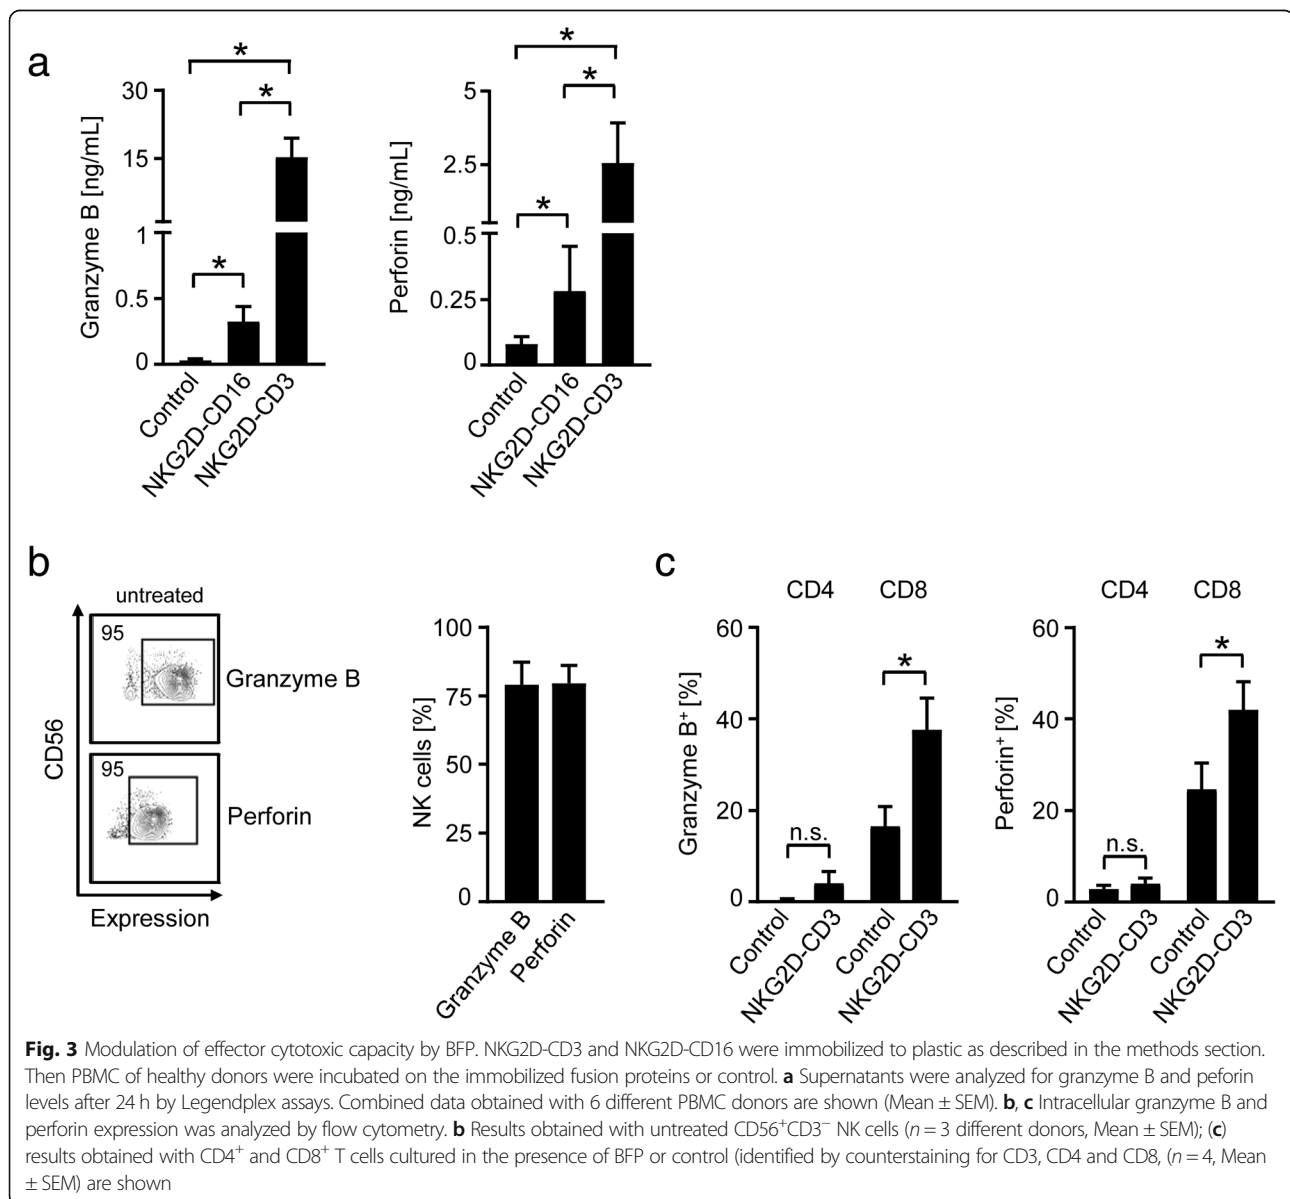 a
*
*
*
Granzyme B [ng/mL]
30
15
1
0.5
0
Control
NKG2D-CD16
NKG2D-CD3
*
*
*
Perforin [ng/mL]
5
2.5
0.5
0.25
0
Control
NKG2D-CD16
NKG2D-CD3
b
untreated
95
Granzyme B
95
Perforin
CD56
Expression
NK cells [%]
100
75
50
25
0
Granzyme B
Perforin
c
CD4 CD8
Granzyme B⁺ [%]
60
40
20
0
n.s.
*
Control
NKG2D-CD3
Control
NKG2D-CD3
CD4 CD8
Perforin⁺ [%]
60
40
20
0
n.s.
*
Control
NKG2D-CD3
Control
NKG2D-CD3
Fig. 3 Modulation of effector cytotoxic capacity by BFP. NKG2D-CD3 and NKG2D-CD16 were immobilized to plastic as described in the methods section.
Then PBMC of healthy donors were incubated on the immobilized fusion proteins or control. a Supernatants were analyzed for granzyme B and peforin
levels after 24 h by Legendplex assays. Combined data obtained with 6 different PBMC donors are shown (Mean ± SEM). b, c Intracellular granzyme B and
perforin expression was analyzed by flow cytometry. b Results obtained with untreated CD56⁺CD3⁻ NK cells (n = 3 different donors, Mean ± SEM); (c)
results obtained with CD4⁺ and CD8⁺ T cells cultured in the presence of BFP or control (identified by counterstaining for CD3, CD4 and CD8, (n = 4, Mean
± SEM) are shown